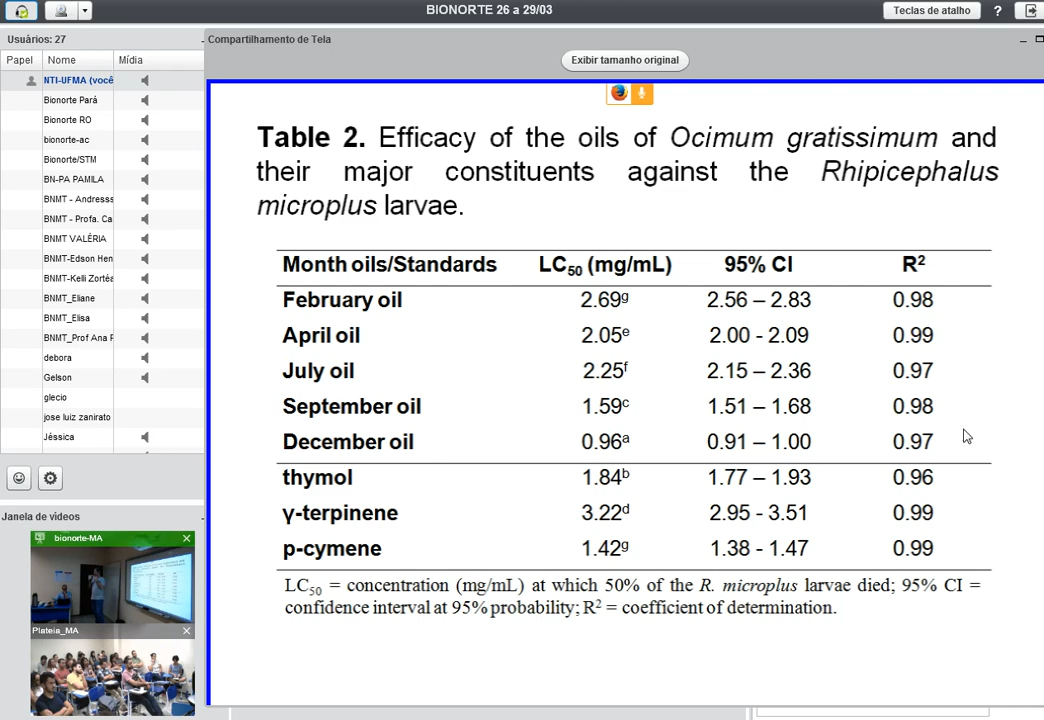 BIONORTE 26 a 29/03
Teclas de atalho
?
Usuários: 27
Compartilhamento de Tela
Papel Nome Mídia
Exibir tamanho original
NTI-UFMA (você
Bionorte Pará
Bionorte RO
bionorte-ac
Bionorte/STM
BN-PA PAMILA
BNMT - Andresss
BNMT - Profa. Ca
BNMT VALÉRIA
BNMT-Edson Hen
BNMT-Kelli Zortéa
BNMT_Eliane
BNMT_Elisa
BNMT_Prof Ana P
debora
Gelson
glecio
jose luiz zanirato
Jéssica
Janela de videos
bionorte-MA
Plateia_MA
Table 2. Efficacy of the oils of Ocimum gratissimum and
their major constituents against the Rhipicephalus
microplus larvae.
Month oils/Standards LC50 (mg/mL) 95% CI R²
February oil 2.69g 2.56 – 2.83 0.98
April oil 2.05e 2.00 - 2.09 0.99
July oil 2.25f 2.15 – 2.36 0.97
September oil 1.59c 1.51 – 1.68 0.98
December oil 0.96a 0.91 – 1.00 0.97
thymol 1.84b 1.77 – 1.93 0.96
γ-terpinene 3.22d 2.95 - 3.51 0.99
p-cymene 1.42g 1.38 - 1.47 0.99
LC50 = concentration (mg/mL) at which 50% of the R. microplus larvae died; 95% CI =
confidence interval at 95% probability; R² = coefficient of determination.